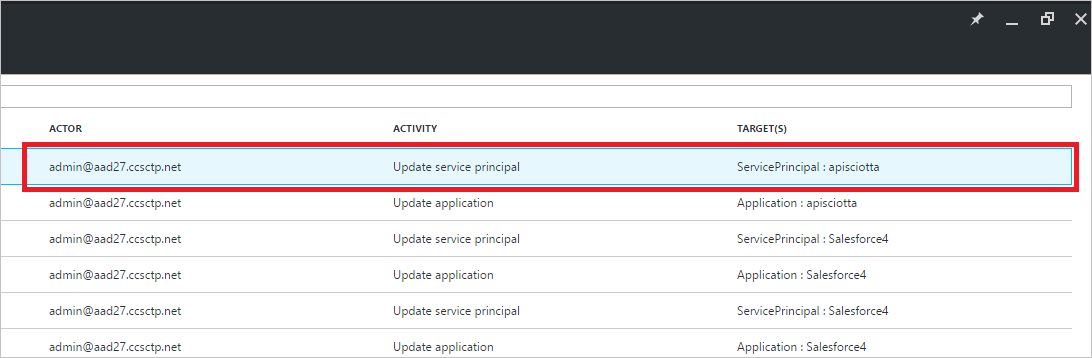 ACTOR ACTIVITY TARGET(S)
admin@aad27.ccsctp.net Update service principal ServicePrincipal : apisciotta
admin@aad27.ccsctp.net Update application Application : apisciotta
admin@aad27.ccsctp.net Update service principal ServicePrincipal : Salesforce4
admin@aad27.ccsctp.net Update application Application : Salesforce4
admin@aad27.ccsctp.net Update service principal ServicePrincipal : Salesforce4
admin@aad27.ccsctp.net Update application Application : Salesforce4